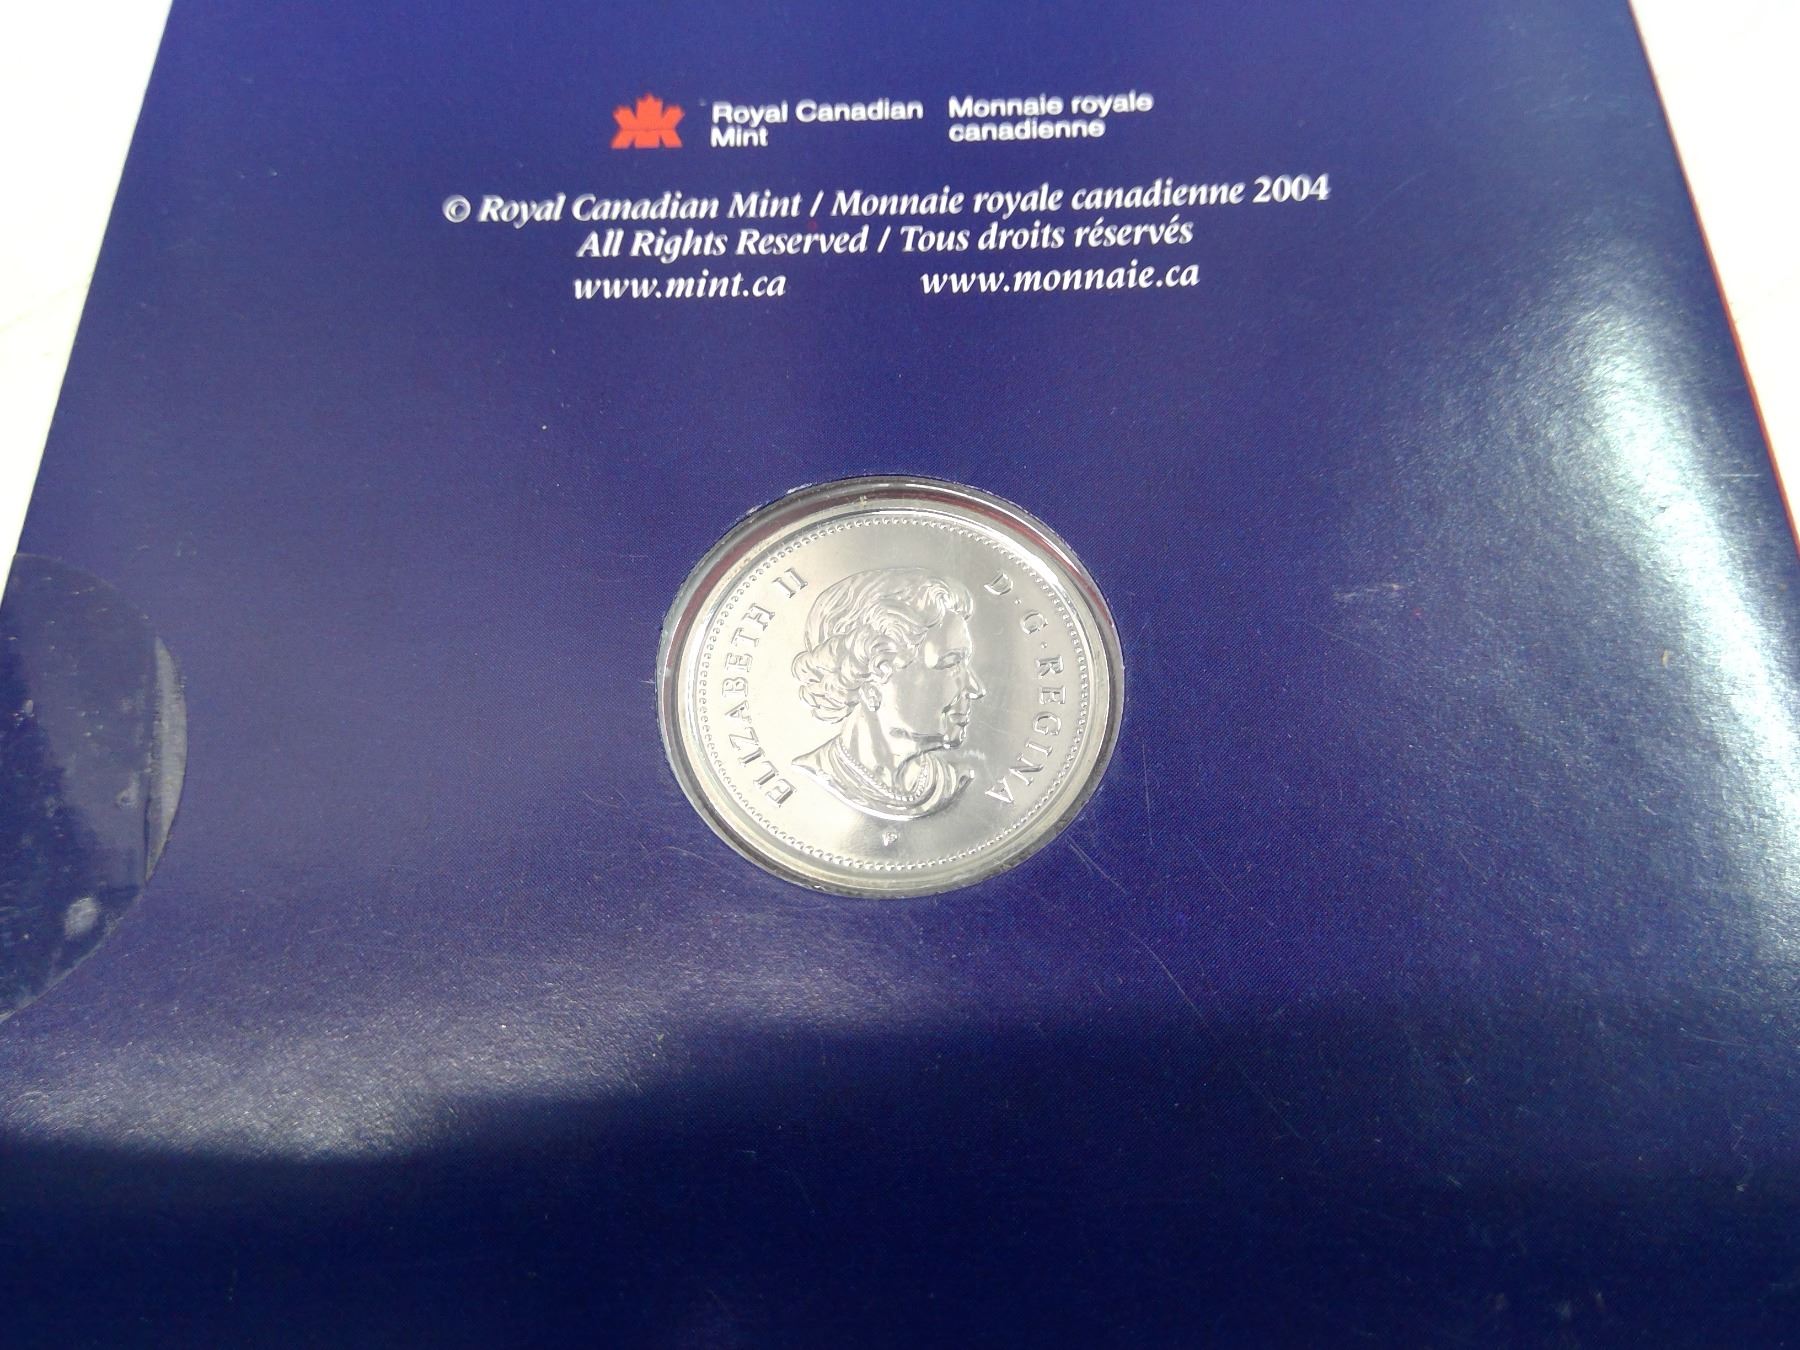 Royal Canadian Mint
Monnaie royale canadienne
© Royal Canadian Mint / Monnaie royale canadienne 2004
All Rights Reserved / Tous droits réservés
www.mint.ca www.monnaie.ca
ELIZABETH II D·G·REGINA
P